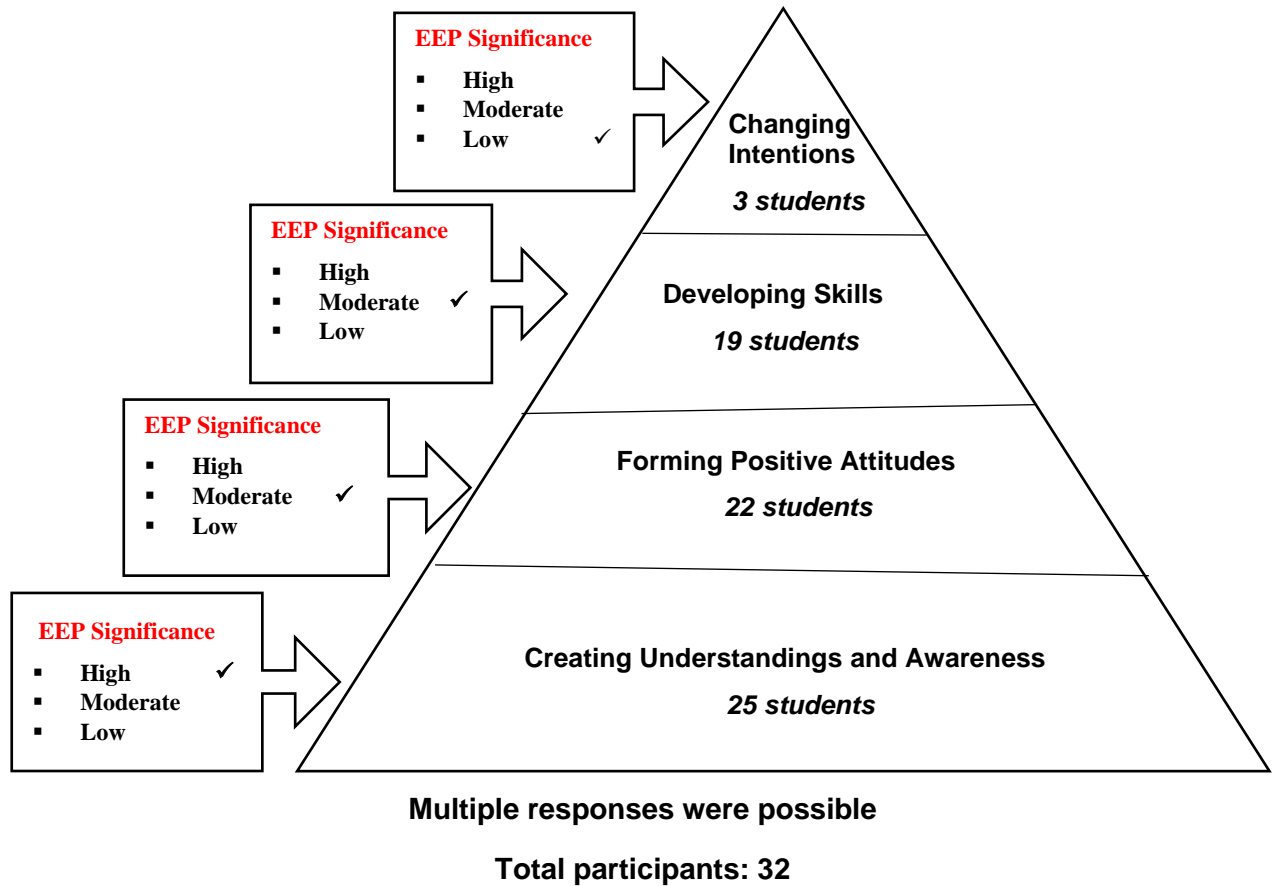 EEP Significance
▪ High
▪ Moderate
▪ Low ✓
Changing
Intentions
3 students
EEP Significance
▪ High
▪ Moderate ✓
▪ Low
Developing Skills
19 students
EEP Significance
▪ High
▪ Moderate ✓
▪ Low
Forming Positive Attitudes
22 students
EEP Significance
▪ High ✓
▪ Moderate
▪ Low
Creating Understandings and Awareness
25 students
Multiple responses were possible
Total participants: 32